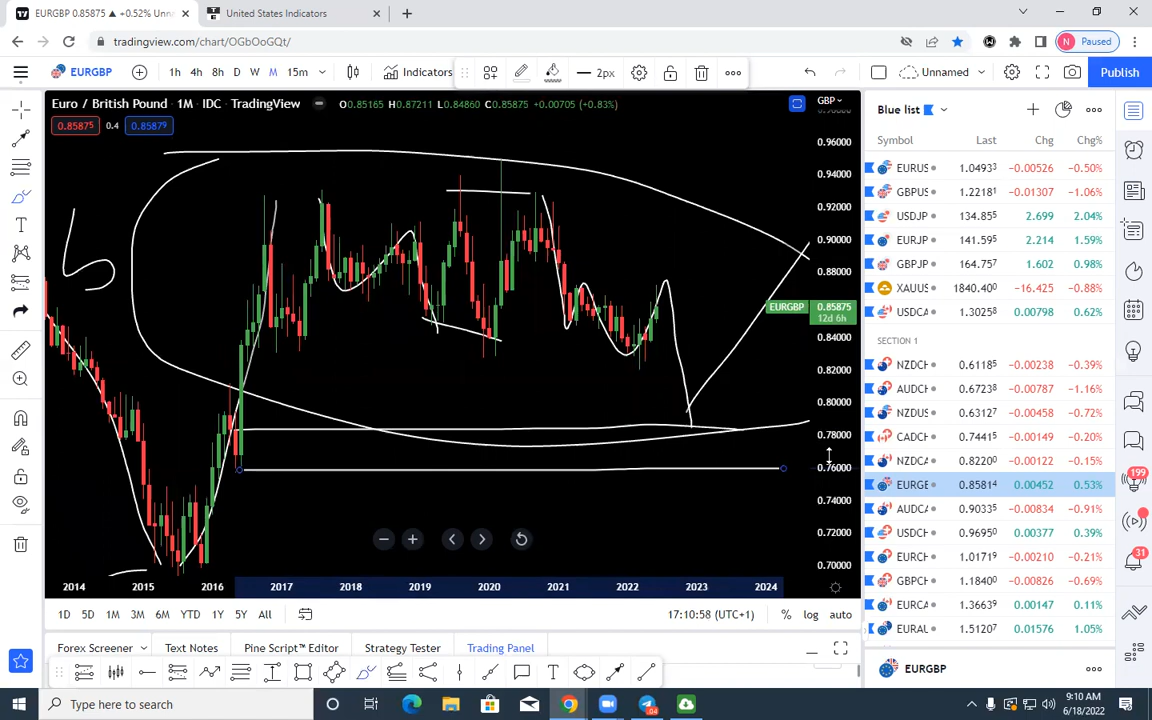 EURGBP 0.85875 ▲ +0.52% Unnam
United States Indicators
tradingview.com/chart/OGbOoGQt/
N Paused
EURGBP 1h 4h 8h D W M 15m Indicators 2px Unnamed Publish
Euro / British Pound · 1M · IDC · TradingView O0.85165 H0.87211 L0.84860 C0.85875 +0.00705 (+0.83%) GBP
0.85875 0.4 0.85879
0.96000
0.94000
0.92000
0.90000
0.88000
EURGBP 0.85875
12d 6h
0.84000
0.82000
0.80000
0.78000
0.76000
0.74000
0.72000
0.70000
5
2014 2015 2016 2017 2018 2019 2020 2021 2022 2023 2024
1D 5D 1M 3M 6M YTD 1Y 5Y All 17:10:58 (UTC+1) % log auto
Forex Screener Text Notes Pine Script™ Editor Strategy Tester Trading Panel
Blue list
Symbol Last Chg Chg%
EURUS 1.04933 −0.00526 −0.50%
GBPUS 1.22181 −0.01307 −1.06%
USDJP 134.855 2.699 2.04%
EURJP 141.595 2.214 1.59%
GBPJP 164.757 1.602 0.98%
XAUUS 1840.400 −16.425 −0.88%
USDCA 1.30258 0.00798 0.62%
SECTION 1
NZDCH 0.61185 −0.00238 −0.39%
AUDCH 0.67238 −0.00787 −1.16%
NZDUS 0.63127 −0.00458 −0.72%
CADCH 0.74415 −0.00149 −0.20%
NZDCA 0.82200 −0.00122 −0.15%
EURGB 0.85814 0.00452 0.53%
AUDCA 0.90335 −0.00834 −0.91%
USDCH 0.96950 0.00377 0.39%
EURCH 1.01719 −0.00210 −0.21%
GBPCH 1.18400 −0.00826 −0.69%
EURCA 1.36639 0.00147 0.11%
EURAU 1.51207 0.01576 1.05%
EURGBP
199
31
Type here to search
04
9:10 AM
6/18/2022